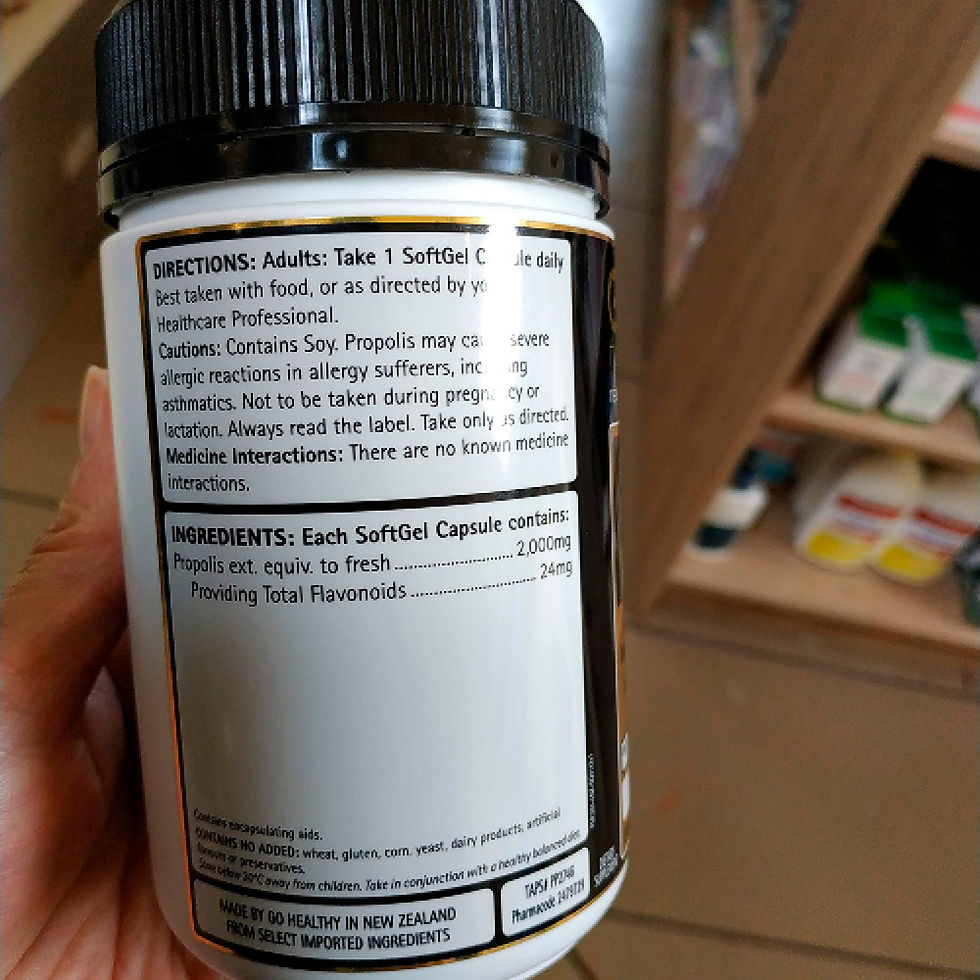 DIRECTIONS: Adults: Take 1 SoftGel daily
Best taken with food, or as directed by
Healthcare Professional.
Cautions: Contains Soy. Propolis may severe
allergic reactions in allergy sufferers,
asthmatics. Not to be taken during or
lactation. Always read the label. Take only as directed.
Medicine Interactions: There are no known medicine
interactions.
INGREDIENTS: Each SoftGel Capsule contains:
Propolis ext. equiv. to fresh .......................... 2,000mg
Providing Total Flavonoids ........................... 24mg
Contains encapsulating aids.
CONTAINS NO ADDED: wheat, gluten, corn, yeast, dairy products, artificial
flavours or preservatives.
Store below 30°C away from children. Take in conjunction with a healthy balanced diet.
MADE BY GO HEALTHY IN NEW ZEALAND
FROM SELECT IMPORTED INGREDIENTS
TAPS# PP2746
Pharmacode